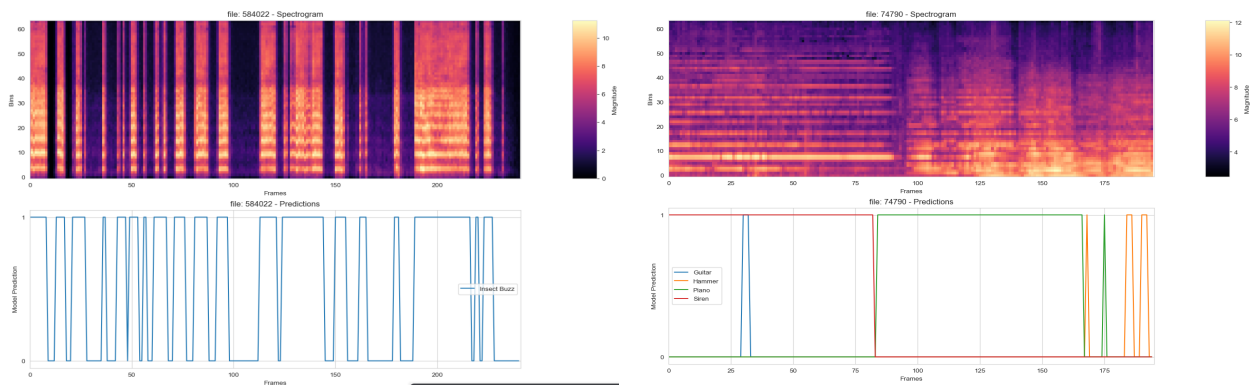 file: 584022 - Spectrogram
60
50
40
30
20
10
0
Bins
0
50
100
150
200
Frames
10
8
6
4
2
0
Magnitude
file: 584022 - Predictions
1
0
Model Prediction
Insect Buzz
0
50
100
150
200
Frames
file: 74790 - Spectrogram
60
50
40
30
20
10
0
Bins
0
25
50
75
100
125
150
175
Frames
12
10
8
6
4
Magnitude
file: 74790 - Predictions
1
0
Model Prediction
Guitar
Hammer
Piano
Siren
0
25
50
75
100
125
150
175
Frames